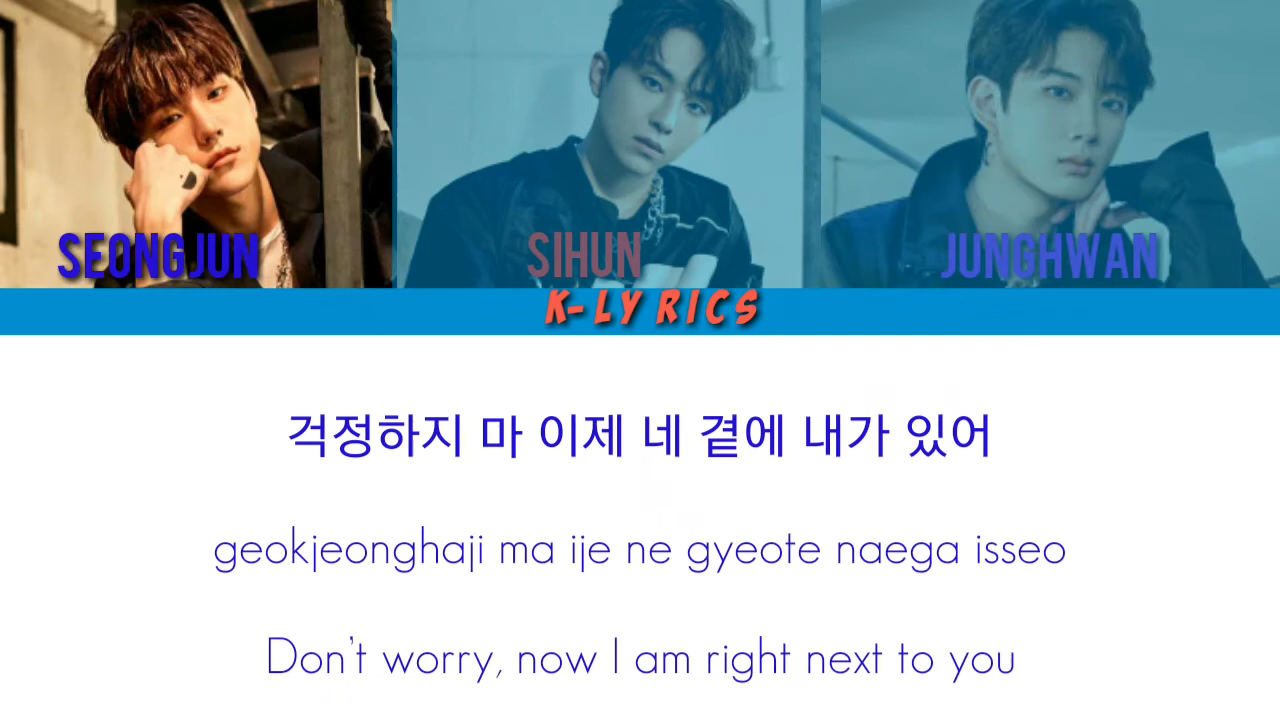 SEONGJUN
SIHUN
JUNGHWAN
K-LYRICS
걱정하지 마 이제 네 곁에 내가 있어
geokjeonghaji ma ije ne gyeote naega isseo
Don't worry, now I am right next to you